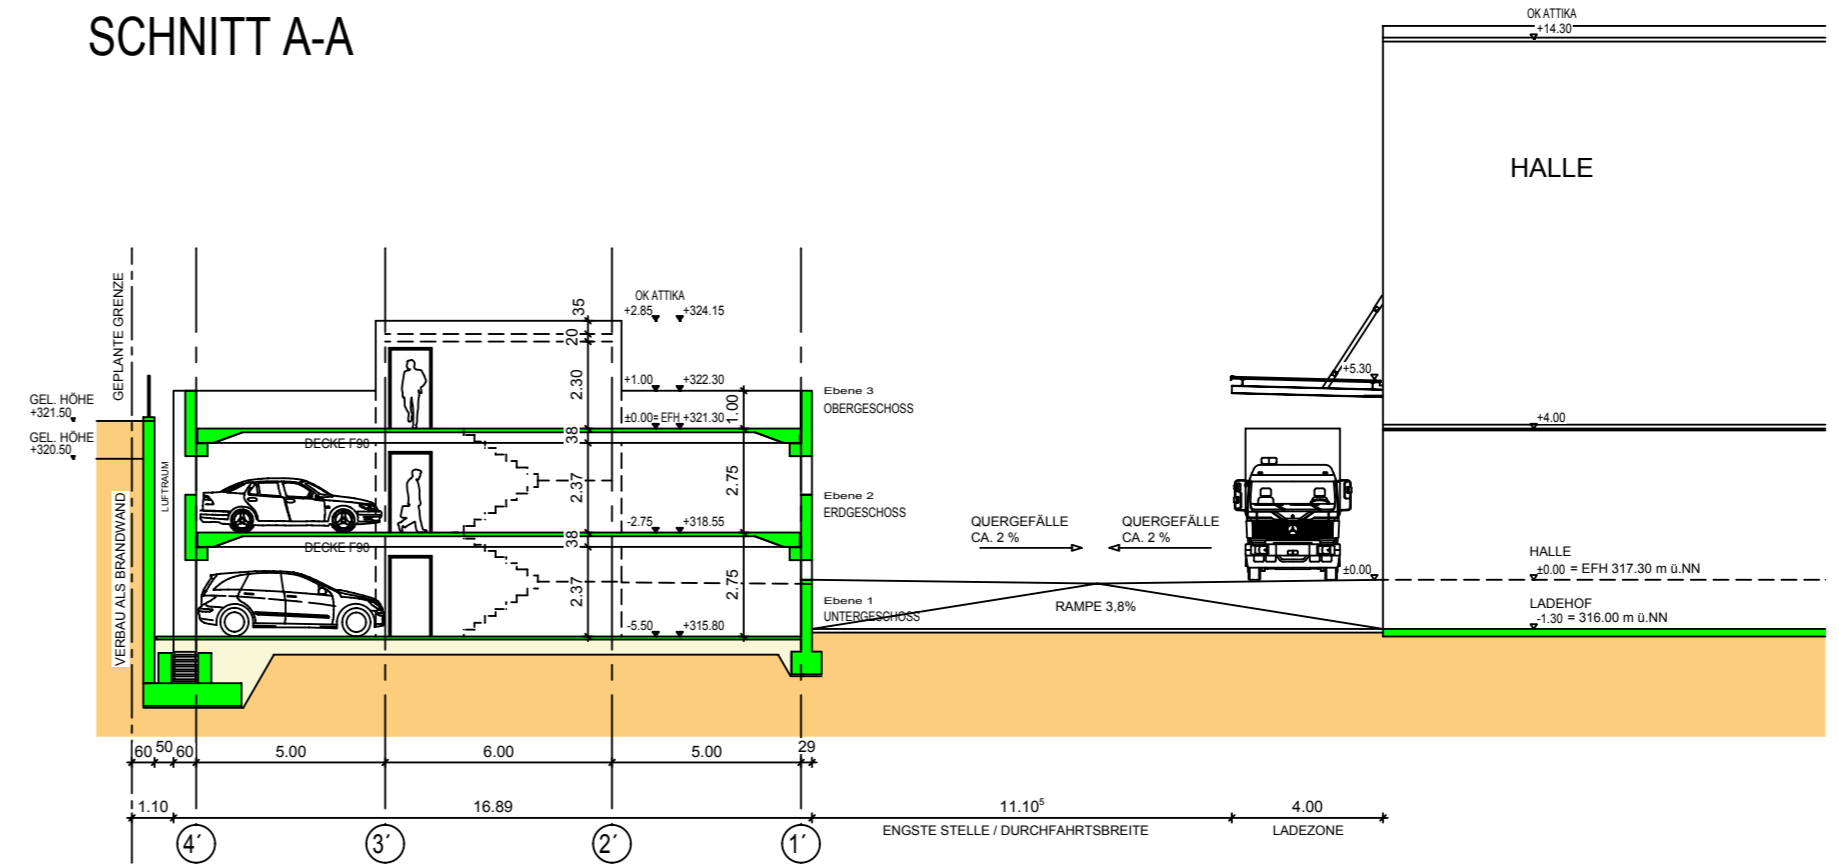 SCHNITT A-A
OK ATTIKA
+14.30
HALLE
GEPLANTE GRENZE
VERBAU ALS BRANDWAND
LUFTRAUM
GEL. HÖHE
+321.50
GEL. HÖHE
+320.50
35
20
2.30
38
2.37
38
2.37
OK ATTIKA
+2.85 +324.15
+1.00 +322.30
±0.00= EFH +321.30
1.00
2.75
2.75
DECKE F90
-2.75 +318.55
DECKE F90
-5.50 +315.80
Ebene 3
OBERGESCHOSS
Ebene 2
ERDGESCHOSS
Ebene 1
UNTERGESCHOSS
QUERGEFÄLLE
CA. 2 %
QUERGEFÄLLE
CA. 2 %
RAMPE 3,8%
+5.30
+4.00
±0.00
HALLE
±0.00 = EFH 317.30 m ü.NN
LADEHOF
-1.30 = 316.00 m ü.NN
60 50 60 5.00 6.00 5.00 29
1.10 16.89 11.10⁵ 4.00
ENGSTE STELLE / DURCHFAHRTSBREITE LADEZONE
4´ 3´ 2´ 1´